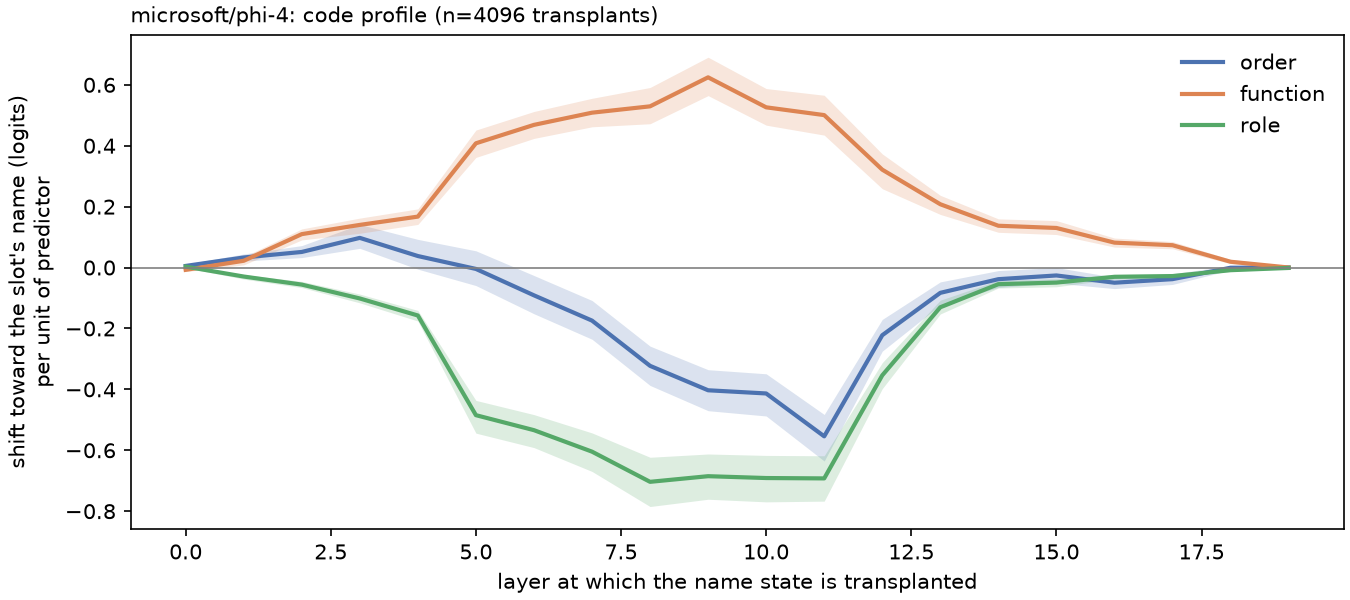 microsoft/phi-4: code profile (n=4096 transplants)
shift toward the slot's name (logits)
per unit of predictor
0.6
0.4
0.2
0.0
−0.2
−0.4
−0.6
−0.8
order
function
role
0.0 2.5 5.0 7.5 10.0 12.5 15.0 17.5
layer at which the name state is transplanted